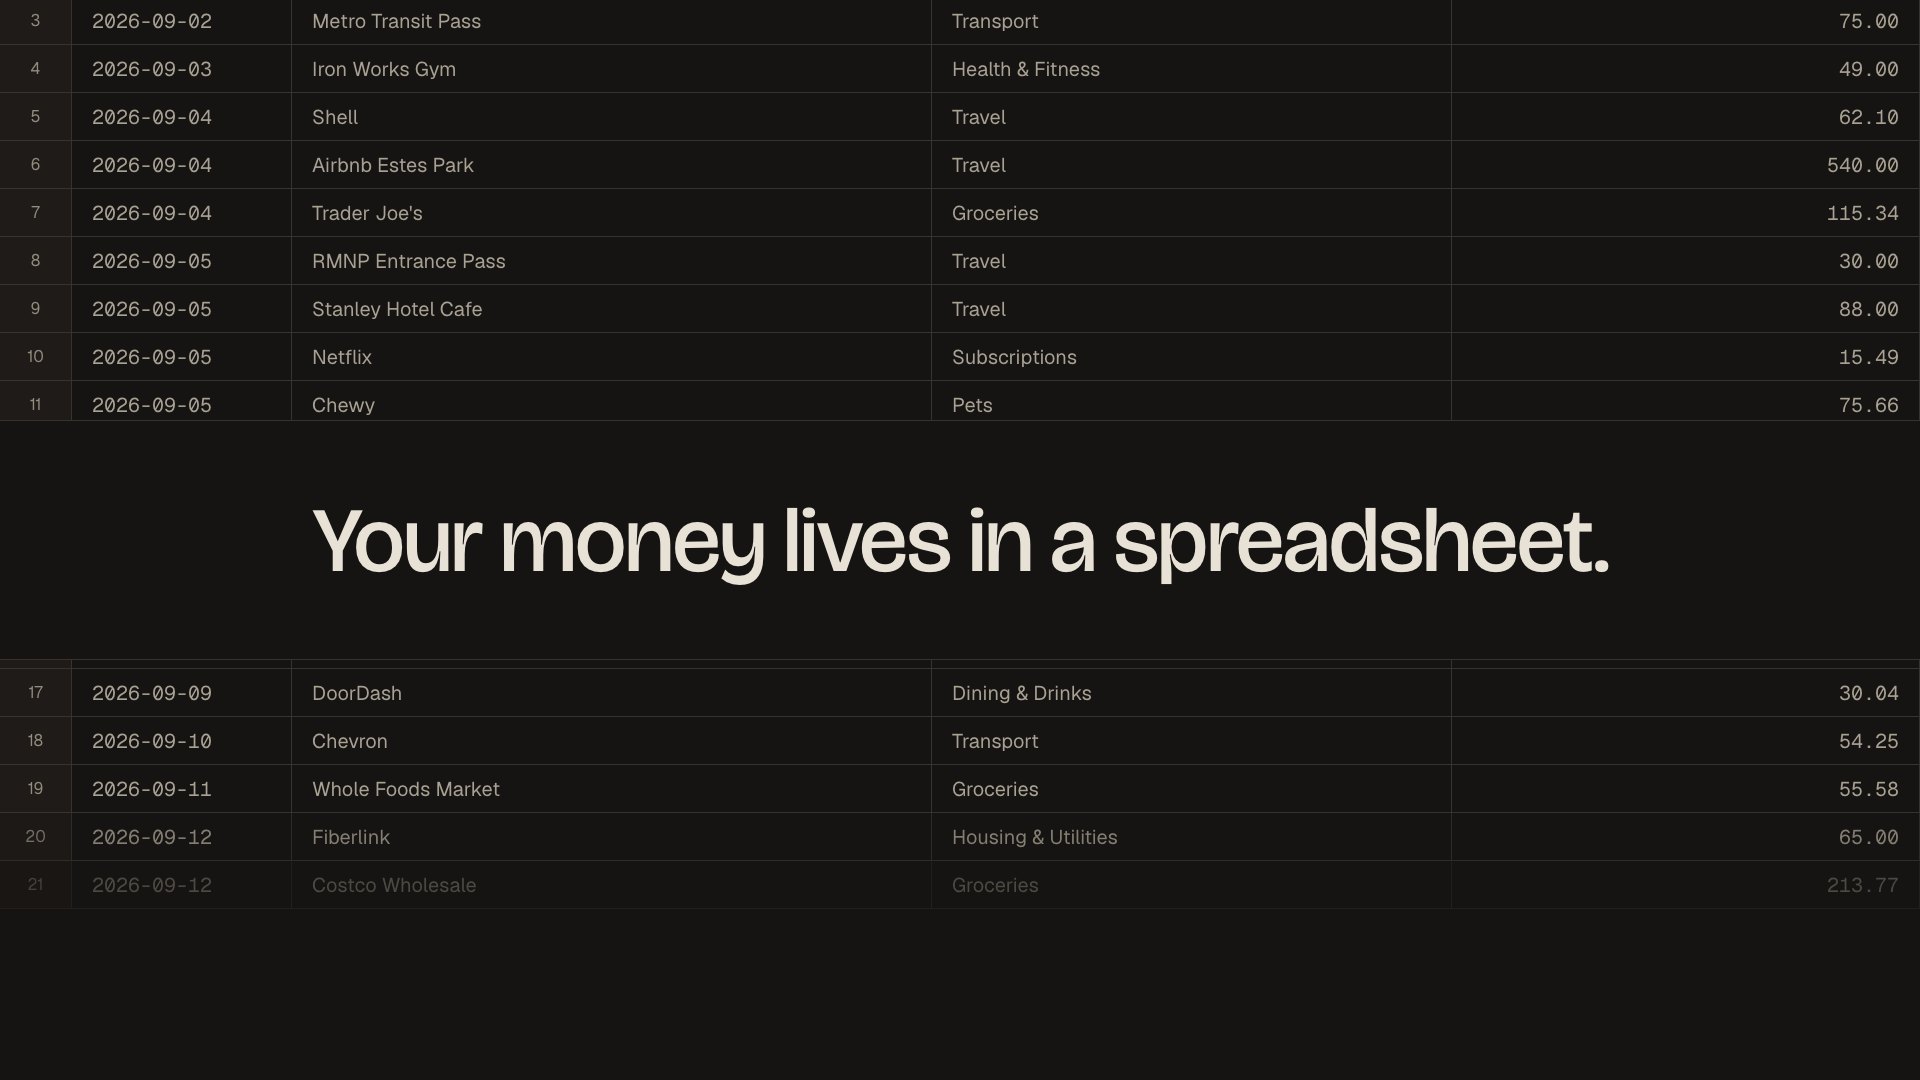 3 2026-09-02 Metro Transit Pass Transport 75.00
4 2026-09-03 Iron Works Gym Health & Fitness 49.00
5 2026-09-04 Shell Travel 62.10
6 2026-09-04 Airbnb Estes Park Travel 540.00
7 2026-09-04 Trader Joe's Groceries 115.34
8 2026-09-05 RMNP Entrance Pass Travel 30.00
9 2026-09-05 Stanley Hotel Cafe Travel 88.00
10 2026-09-05 Netflix Subscriptions 15.49
11 2026-09-05 Chewy Pets 75.66
Your money lives in a spreadsheet.
17 2026-09-09 DoorDash Dining & Drinks 30.04
18 2026-09-10 Chevron Transport 54.25
19 2026-09-11 Whole Foods Market Groceries 55.58
20 2026-09-12 Fiberlink Housing & Utilities 65.00
21 2026-09-12 Costco Wholesale Groceries 213.77